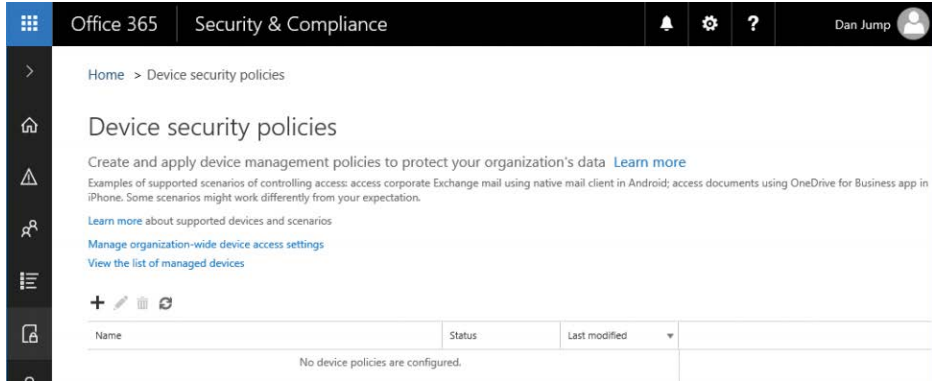 Office 365 Security & Compliance ? Dan Jump
Home > Device security policies
Device security policies
Create and apply device management policies to protect your organization's data Learn more
Examples of supported scenarios of controlling access: access corporate Exchange mail using native mail client in Android; access documents using OneDrive for Business app in
iPhone. Some scenarios might work differently from your expectation.
Learn more about supported devices and scenarios
Manage organization-wide device access settings
View the list of managed devices
Name Status Last modified
No device policies are configured.